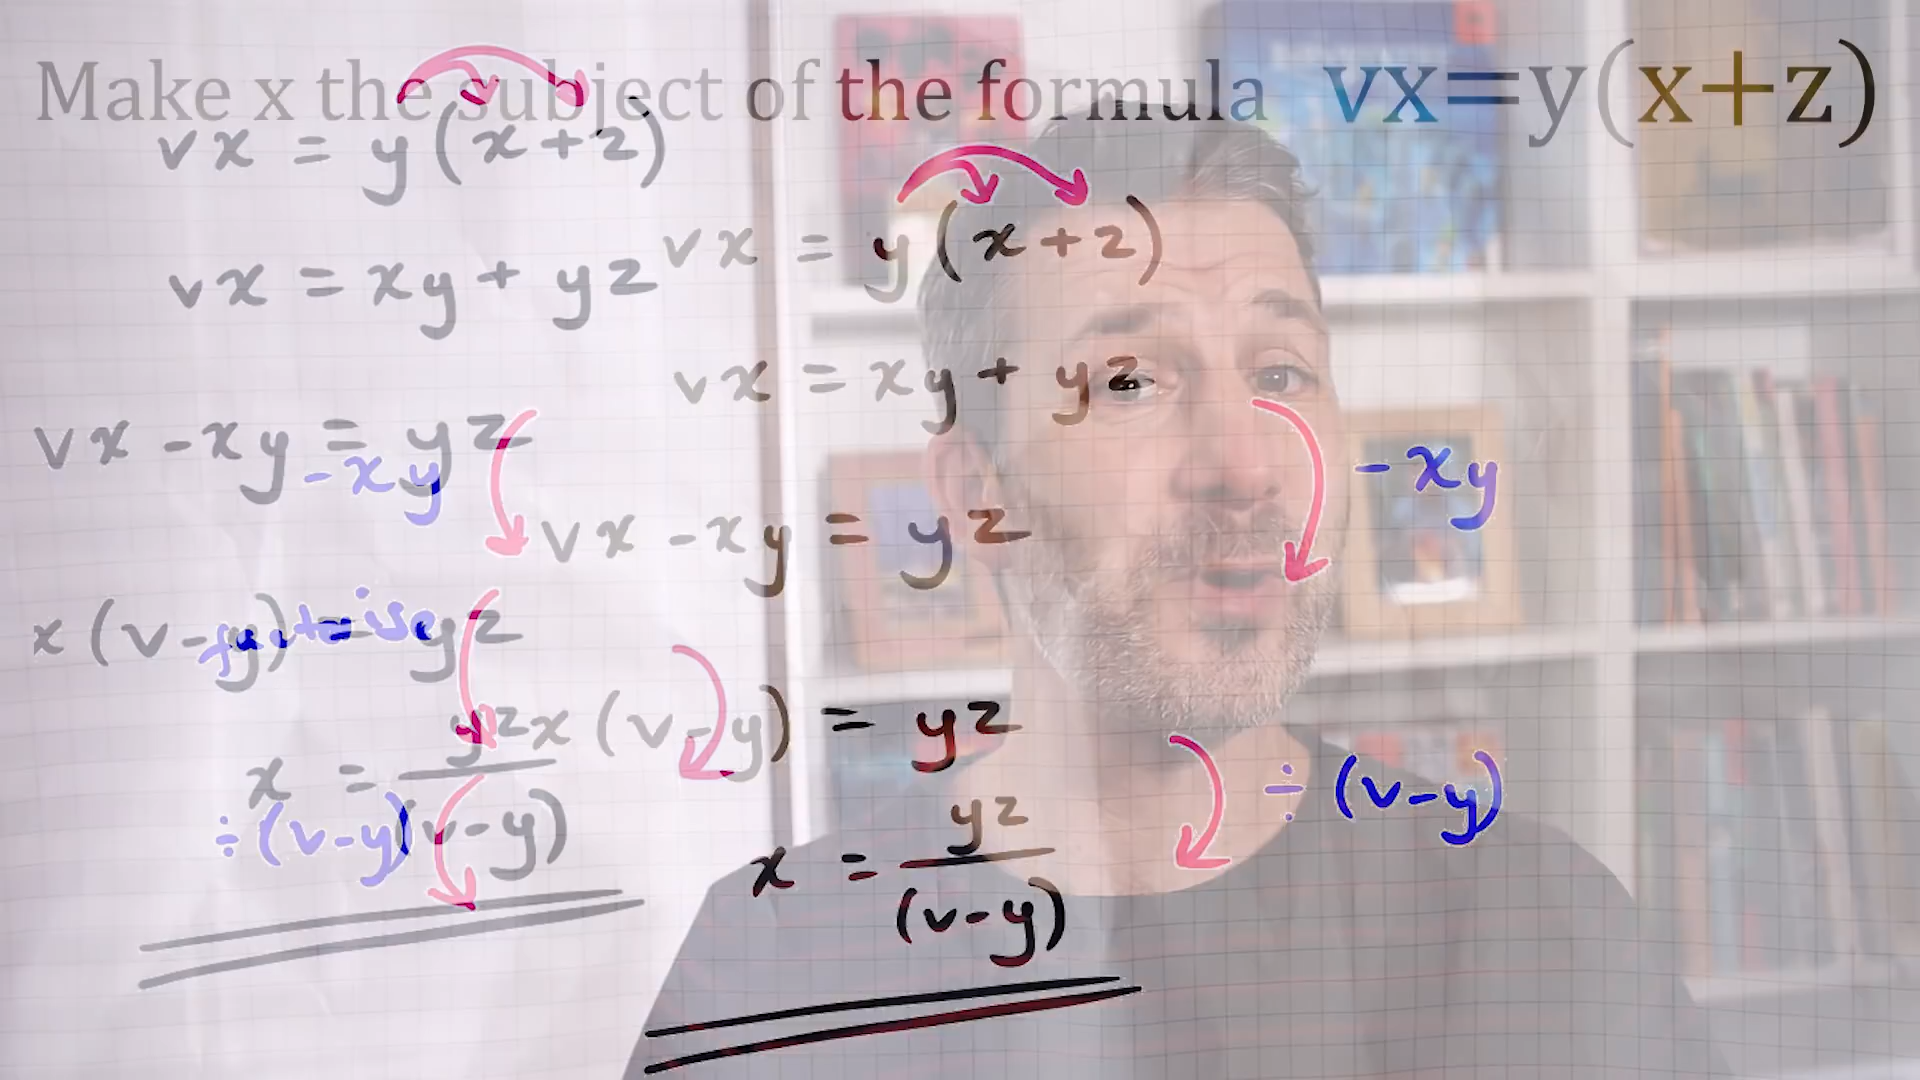 Make x the subject of the formula vx=y(x+z)
vx = y(x+z)
vx = xy + yz
vx - xy = yz
- xy
x(v-y) = yz
factorise
x = yz
(v-y)
÷ (v-y)
vx = y(x+z)
vx = xy + yz
- xy
vx - xy = yz
x(v-y) = yz
÷ (v-y)
x = yz
(v-y)